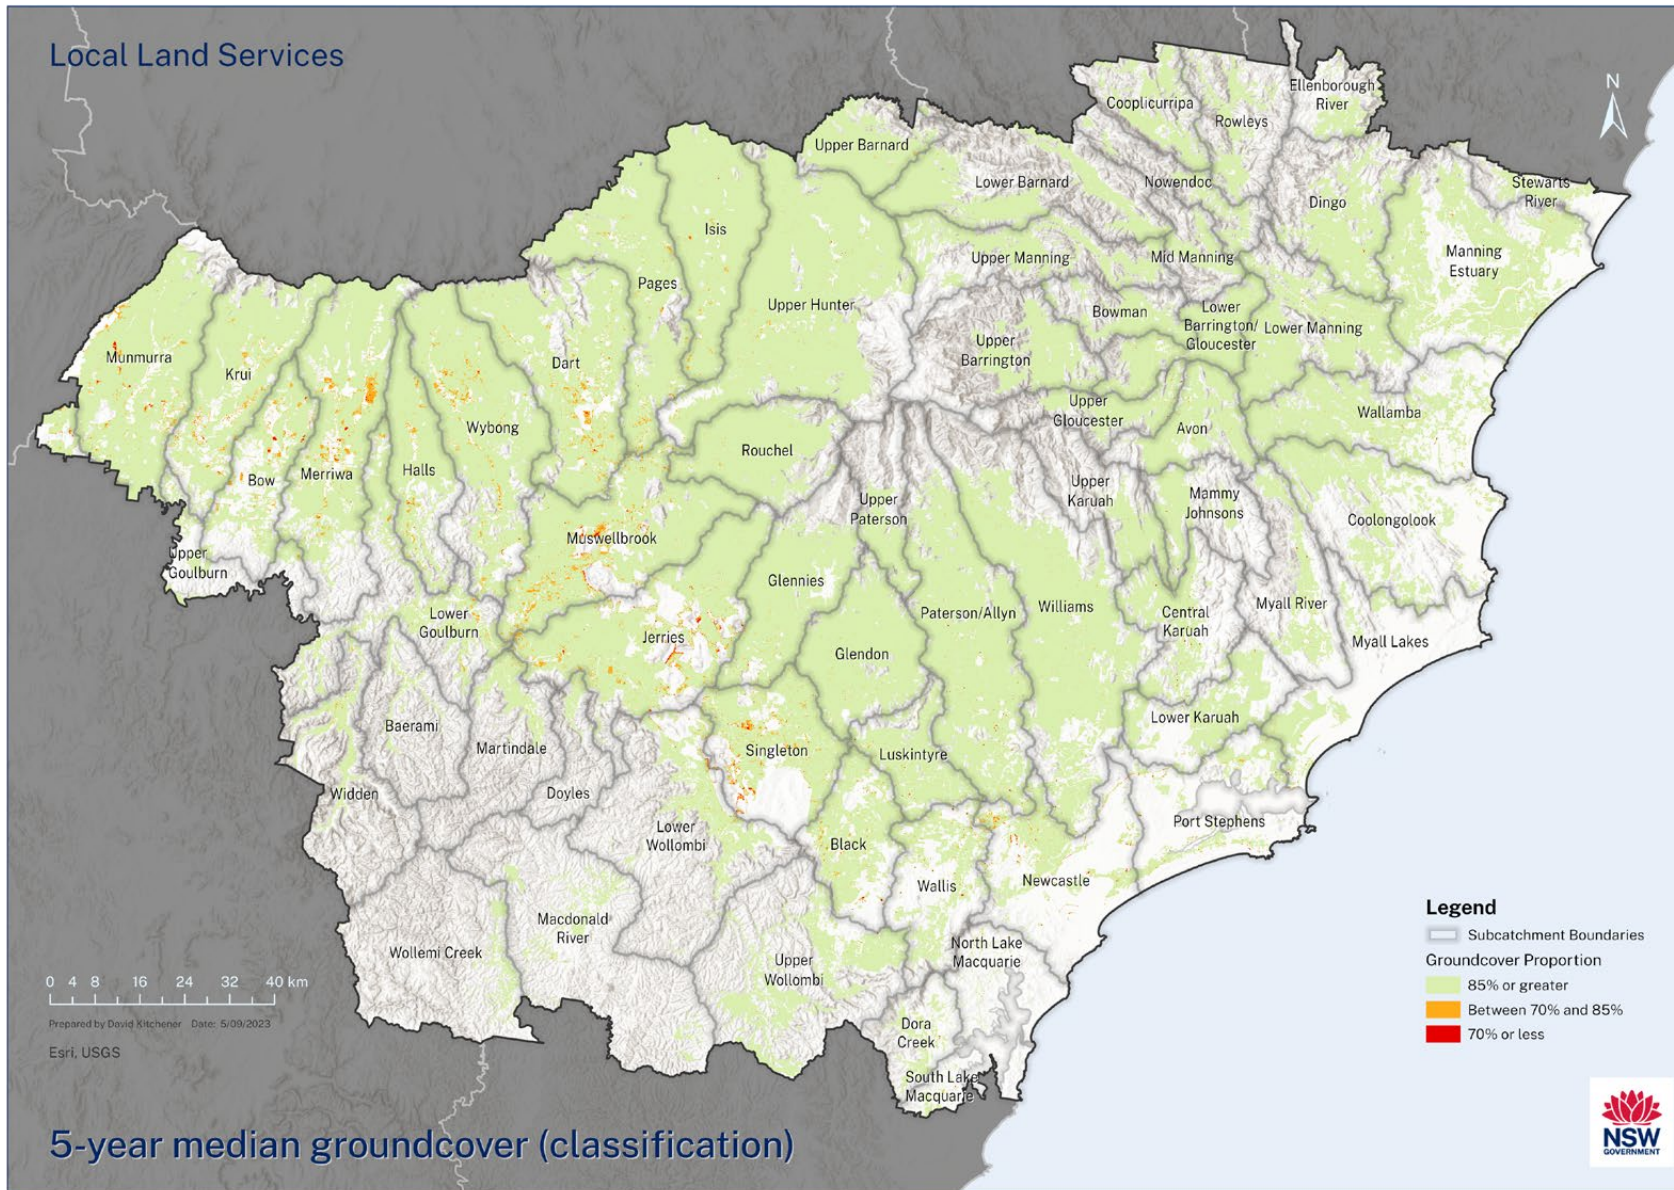 Local Land Services
N
Ellenborough
River
Cooplicurripa
Rowleys
Upper Barnard
Lower Barnard
Nowendoc
Stewarts
River
Dingo
Isis
Manning
Estuary
Upper Manning
Mid Manning
Pages
Upper Hunter
Bowman
Lower
Barrington/
Gloucester
Lower Manning
Upper
Barrington
Munmurra
Krui
Dart
Upper
Gloucester
Wallamba
Wybong
Avon
Rouchel
Halls
Merriwa
Bow
Upper
Karuah
Mammy
Johnsons
Upper
Paterson
Coolongolook
Muswellbrook
Upper
Goulburn
Glennies
Williams
Myall River
Paterson/Allyn
Central
Karuah
Lower
Goulburn
Jerries
Myall Lakes
Glendon
Baerami
Lower Karuah
Martindale
Singleton
Luskintyre
Widden
Doyles
Port Stephens
Lower
Wollombi
Black
Newcastle
Wallis
Macdonald
River
Wollemi Creek
North Lake
Macquarie
Upper
Wollombi
Dora
Creek
South Lake
Macquarie
Legend
Subcatchment Boundaries
Groundcover Proportion
85% or greater
Between 70% and 85%
70% or less
0 4 8 16 24 32 40 km
Prepared by David Kitchener Date: 5/09/2023
Esri, USGS
5-year median groundcover (classification)
NSW
GOVERNMENT